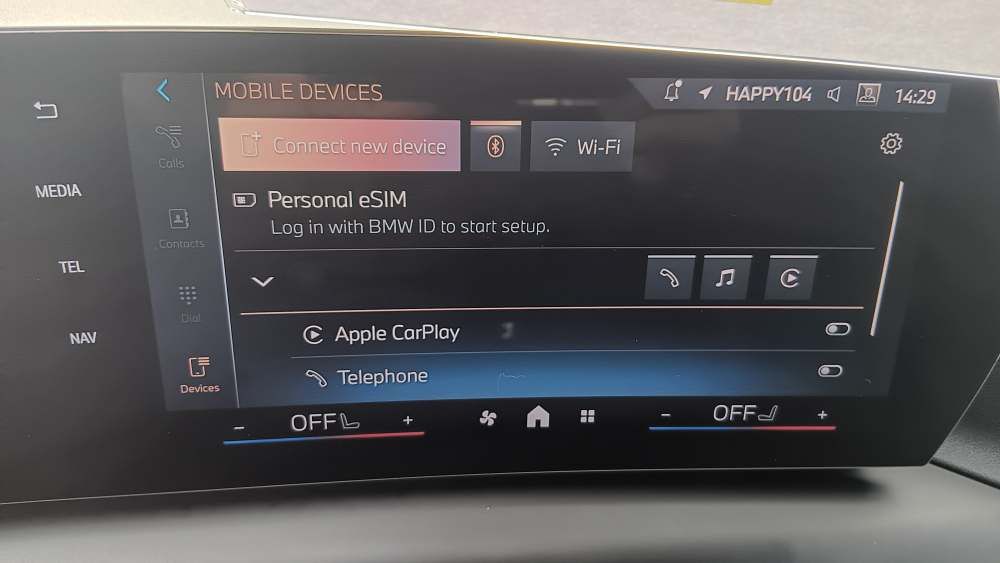 MOBILE DEVICES
HAPPY104
14:29
Connect new device
Wi-Fi
Calls
MEDIA
Personal eSIM
Log in with BMW ID to start setup.
Contacts
TEL
Dial
NAV
Apple CarPlay
Telephone
Devices
- OFF +
- OFF +